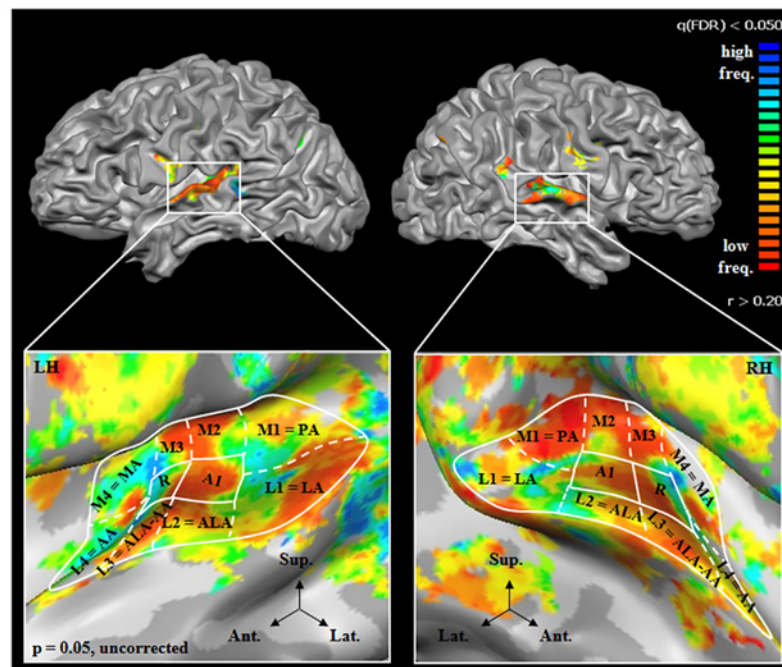 q(FDR) < 0.050
high
freq.
low
freq.
r > 0.20
LH
M2
M1 = PA
M3
M4 = MA
R
A1
L1 = LA
L2 = ALA
L3 = ALA-AA
L4 = AA
Sup.
Ant.
Lat.
p = 0.05, uncorrected
RH
M2
M1 = PA
M3
M4 = MA
A1
R
L1 = LA
L2 = ALA
L3 = ALA-AA
L4 = AA
Sup.
Lat.
Ant.